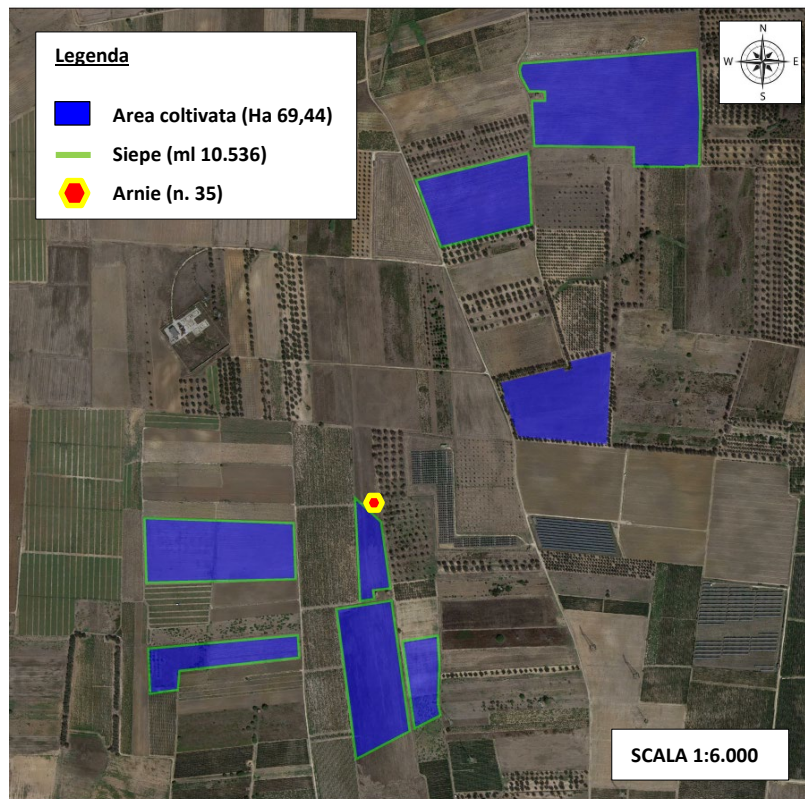 Legenda
Area coltivata (Ha 69,44)
Siepe (ml 10.536)
Arnie (n. 35)
N
W E
S
SCALA 1:6.000